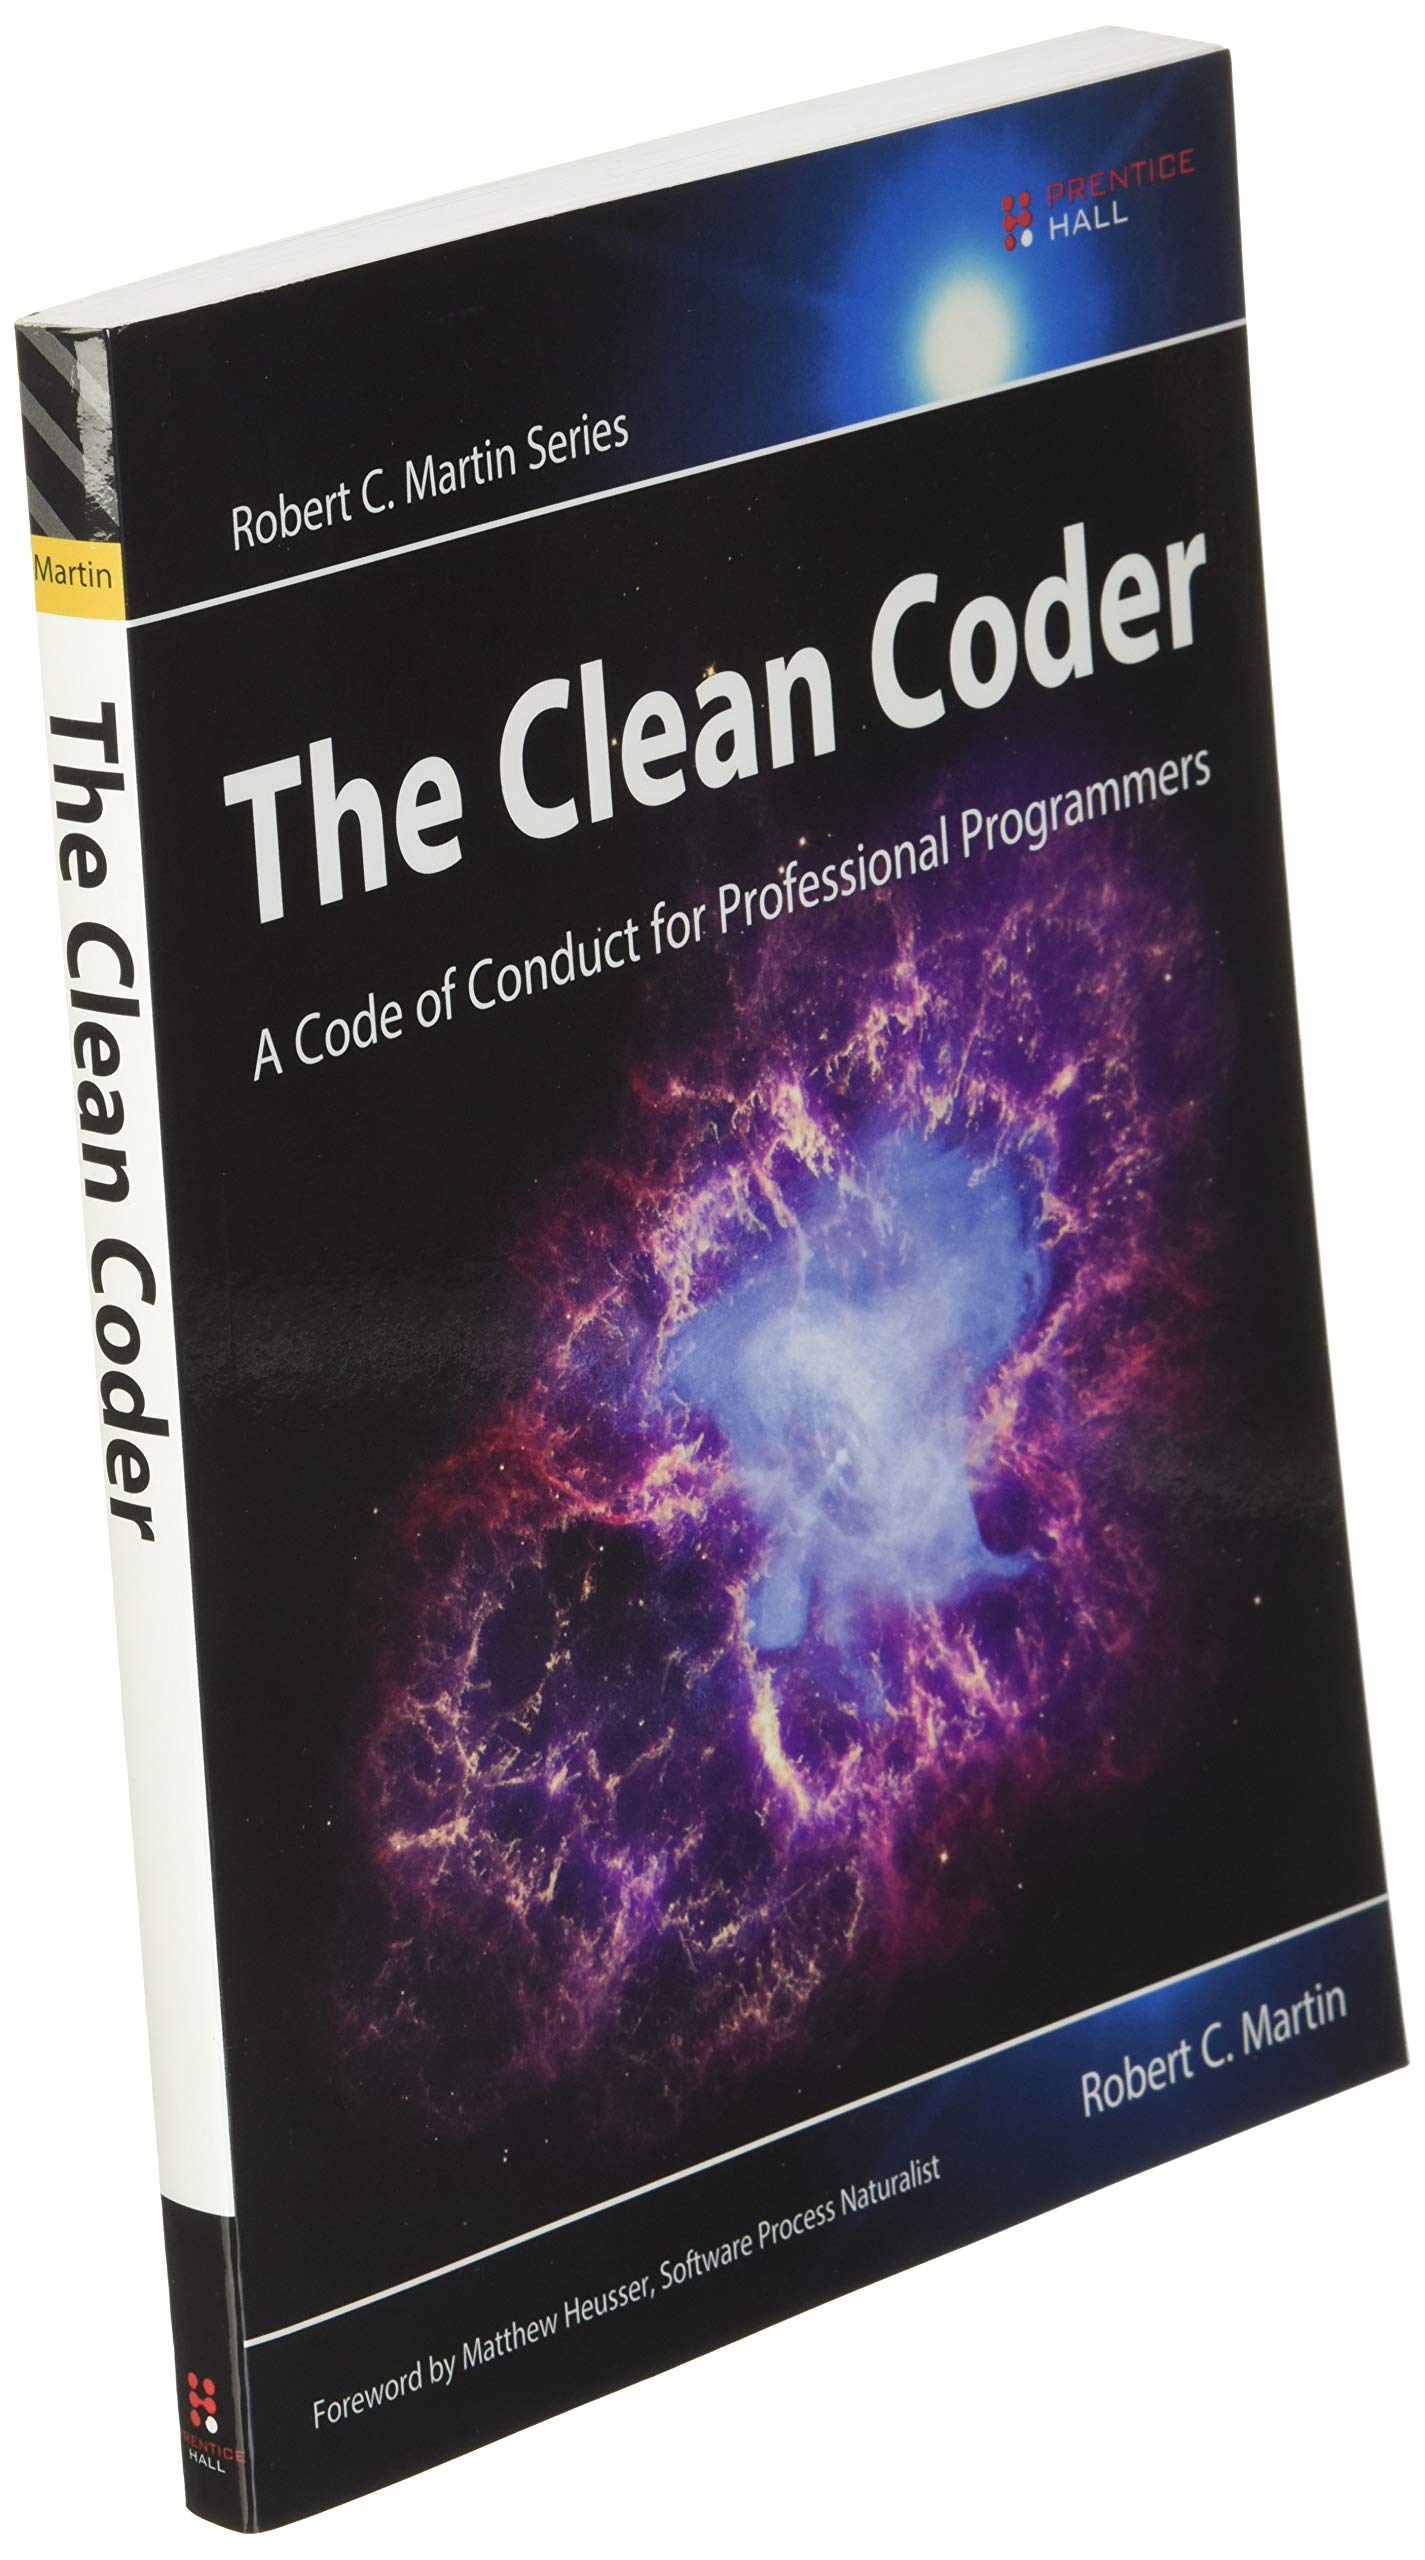 PRENTICE
HALL
Robert C. Martin Series
The Clean Coder
A Code of Conduct for Professional Programmers
Robert C. Martin
Foreword by Matthew Heusser, Software Process Naturalist
Martin
The Clean Coder
PRENTICE
HALL